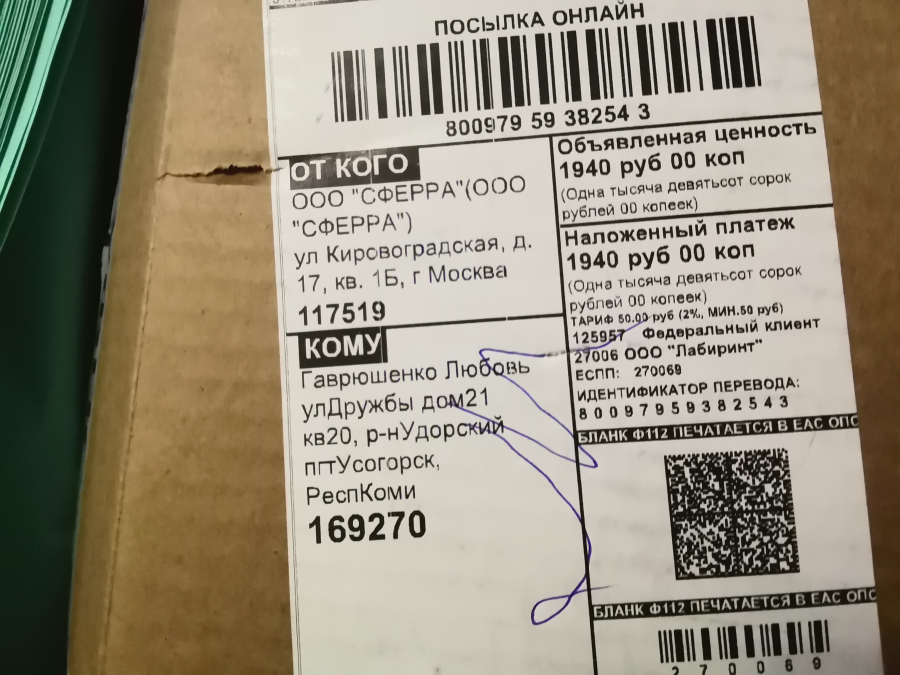 ПОСЫЛКА ОНЛАЙН
800979 59 38254 3
ОТ КОГО
ООО "СФЕРРА"(ООО
"СФЕРРА")
ул Кировоградская, д.
17, кв. 1Б, г Москва
117519
КОМУ
Гаврюшенко Любовь
улДружбы дом21
кв20, р-нУдорский
пгтУсогорск,
РеспКоми
169270
Объявленная ценность
1940 руб 00 коп
(Одна тысяча девятьсот сорок
рублей 00 копеек)
Наложенный платеж
1940 руб 00 коп
(Одна тысяча девятьсот сорок
рублей 00 копеек)
ТАРИФ 50.00 руб (2%, МИН.50 руб)
125957 Федеральный клиент
27006 ООО "Лабиринт"
ЕСПП: 270069
ИДЕНТИФИКАТОР ПЕРЕВОДА:
80097959382543
БЛАНК Ф112 ПЕЧАТАЕТСЯ В ЕАС ОПС
БЛАНК Ф112 ПЕЧАТАЕТСЯ В ЕАС ОПС
270069